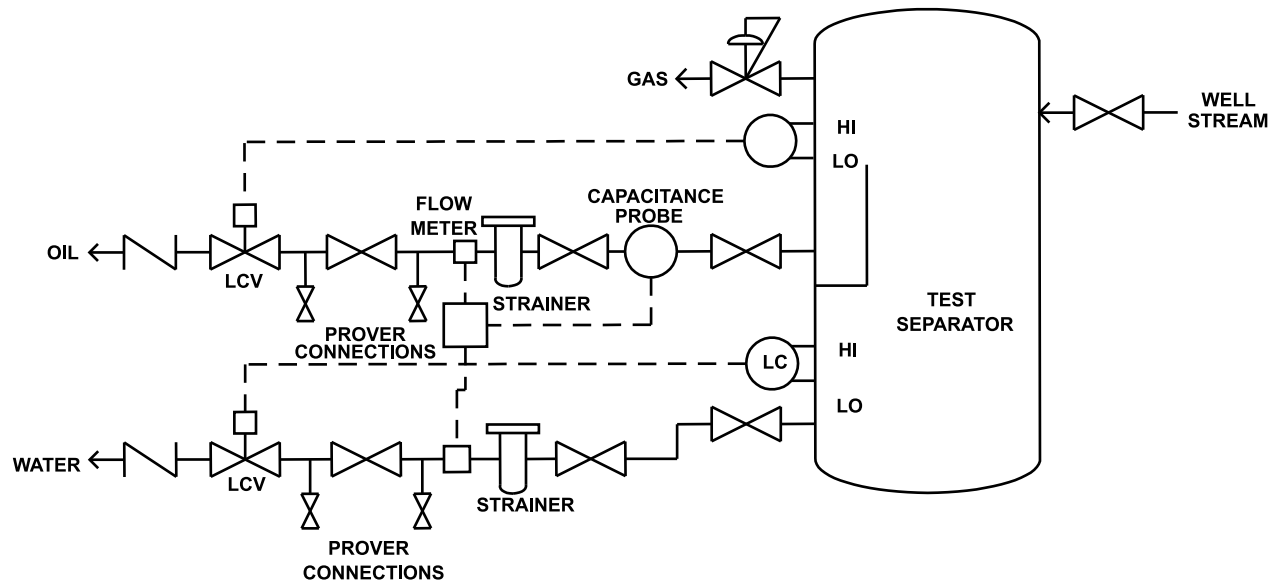 GAS
WELL
STREAM
HI
LO
CAPACITANCE
PROBE
FLOW
METER
OIL
LCV
STRAINER
PROVER
CONNECTIONS
TEST
SEPARATOR
HI
LC
LO
WATER
LCV
STRAINER
PROVER
CONNECTIONS